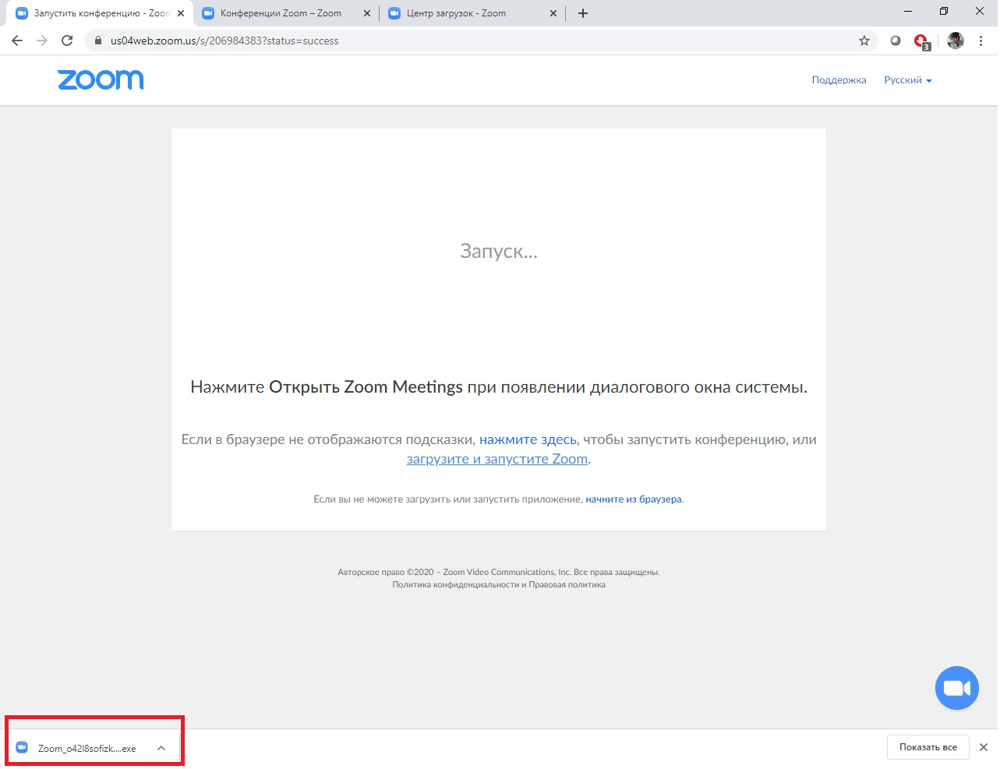 Запустить конференцию - Zoom
Конференции Zoom – Zoom
Центр загрузок - Zoom
us04web.zoom.us/s/206984383?status=success
3
zoom
Поддержка
Русский
Запуск...
Нажмите Открыть Zoom Meetings при появлении диалогового окна системы.
Если в браузере не отображаются подсказки, нажмите здесь, чтобы запустить конференцию, или
загрузите и запустите Zoom.
Если вы не можете загрузить или запустить приложение, начните из браузера.
Авторское право ©2020 – Zoom Video Communications, Inc. Все права защищены.
Политика конфиденциальности и Правовая политика
Zoom_o42l8sofizk....exe
Показать все